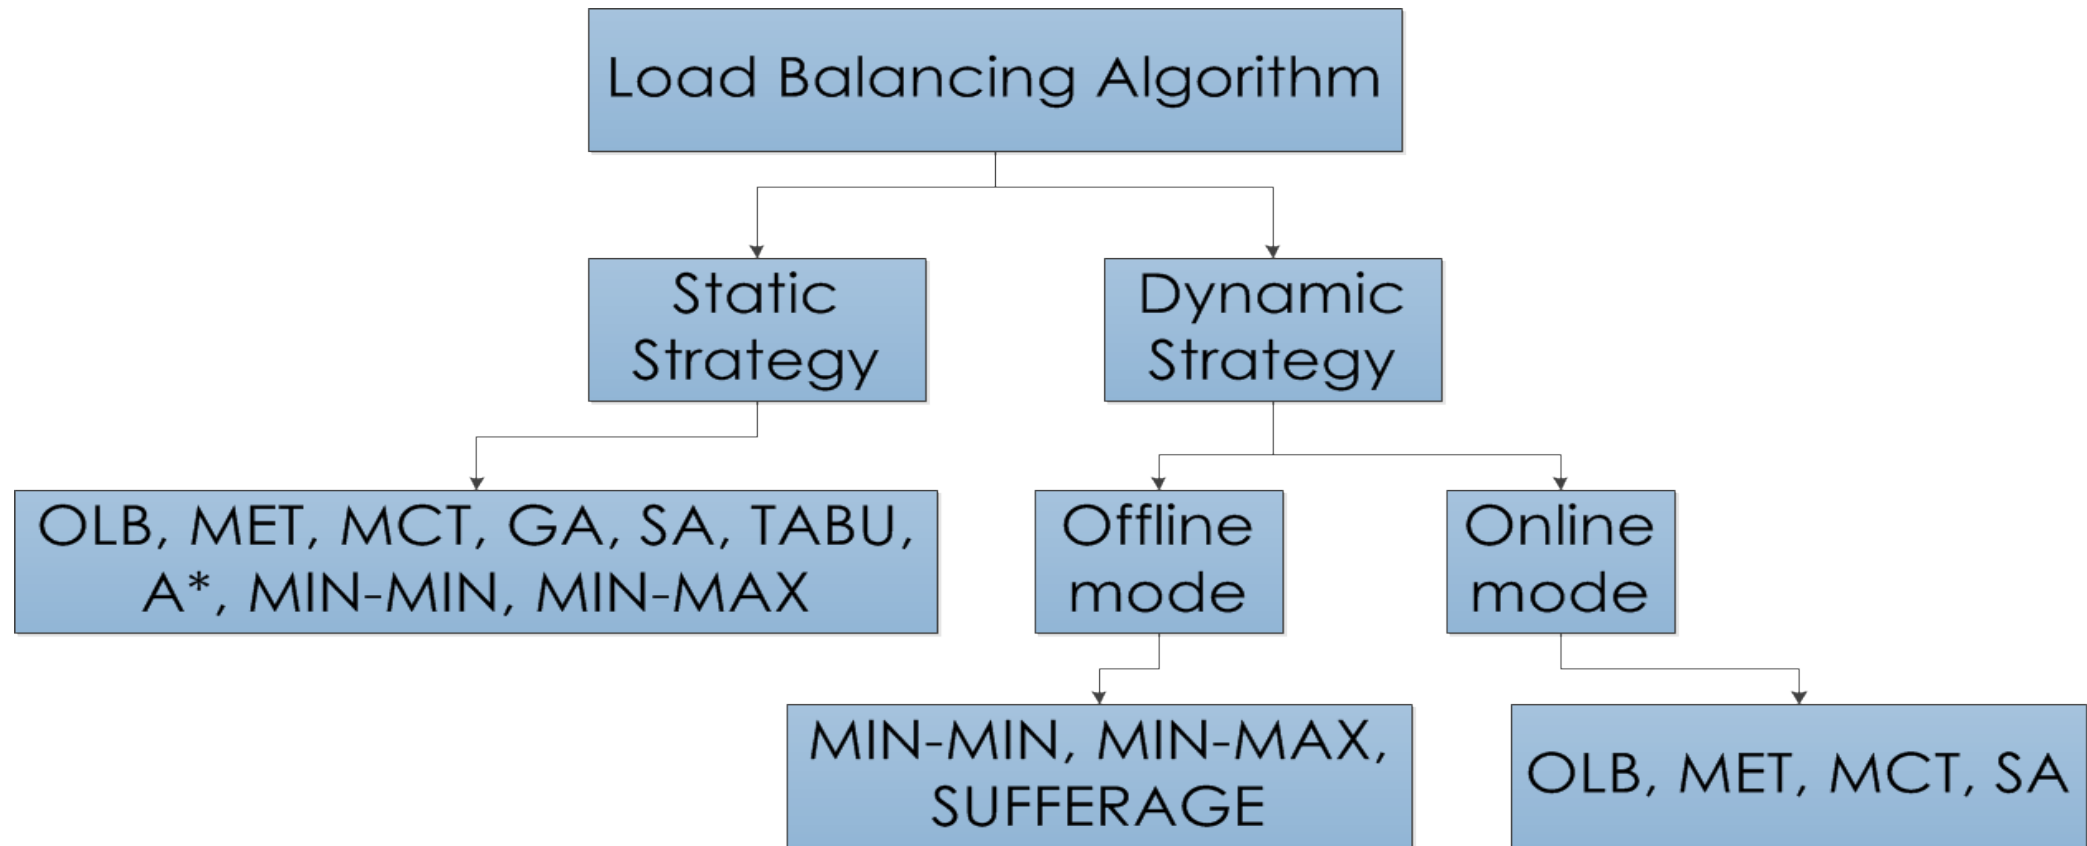 Load Balancing Algorithm
Static
Strategy
Dynamic
Strategy
OLB, MET, MCT, GA, SA, TABU,
A*, MIN-MIN, MIN-MAX
Offline
mode
Online
mode
MIN-MIN, MIN-MAX,
SUFFERAGE
OLB, MET, MCT, SA